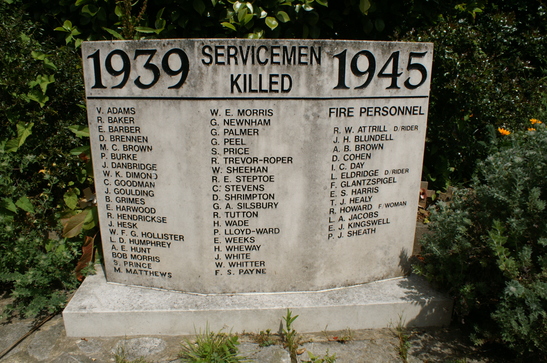 1939 SERVICEMEN KILLED 1945
V. ADAMS
R. BAKER
E. BARBER
D. BRENNEN
M. C. BROWN
P. BURKE
J. DANBRIDGE
W. K. DIMOND
C. GOODMAN
J. GOULDING
B. GRIMES
E. HARWOOD
R. HENDRICKSE
J. HESK
W. F. G. HOLLISTER
L. D. HUMPHREY
A. E. HUNT
BOB MORRIS
S. PRINCE
M. MATTHEWS
W. E. MORRIS
G. NEWNHAM
G. PALMER
G. PEEL
S. PRICE
R. TREVOR-ROPER
W. SHEEHAN
R. E. STEPTOE
C. STEVENS
D. SHRIMPTON
G. A. SILSBURY
R. TUTTON
H. WADE
P. LLOYD-WARD
E. WEEKS
H. WHEWAY
J. WHITE
W. WHITTER
F. S. PAYNE
FIRE PERSONNEL
R. W. ATTRILL D/RIDER
J. H. BLUNDELL
A. B. BROWN
D. COHEN
I. C. DAY
L. ELDRIDGE D/RIDER
F. GLANTZSPIGEL
E. S. HARRIS
T. J. HEALY
R. HOWARD F. WOMAN
L. A. JACOBS
E. J. KINGSWELL
P. J. SHEATH